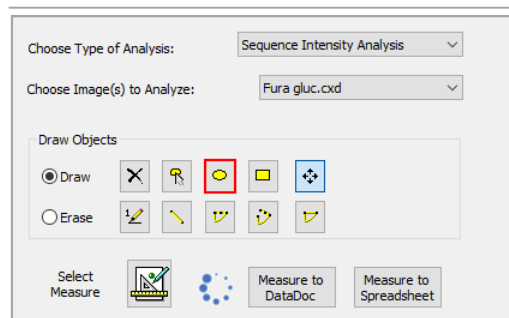 Choose Type of Analysis: Sequence Intensity Analysis
Choose Image(s) to Analyze: Fura gluc.cxd
Draw Objects
Draw
Erase
Select
Measure
Measure to
DataDoc
Measure to
Spreadsheet